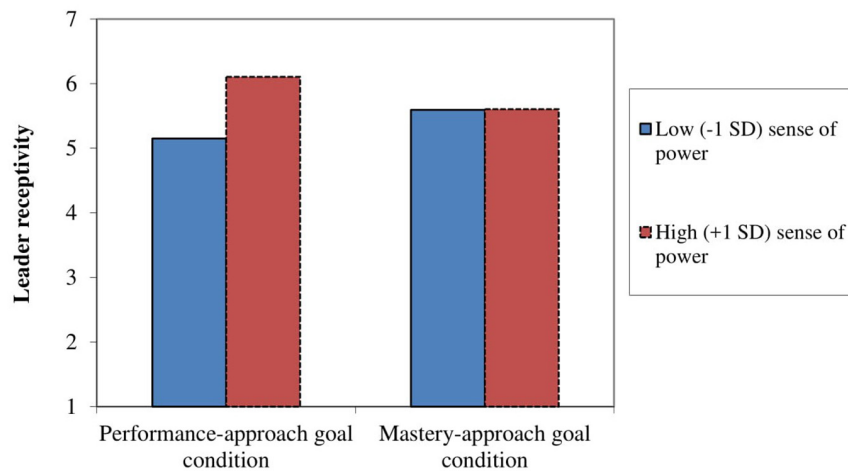 7
6
5
4
3
2
1
Leader receptivity
Performance-approach goal
condition
Mastery-approach goal
condition
Low (-1 SD) sense of
power
High (+1 SD) sense of
power